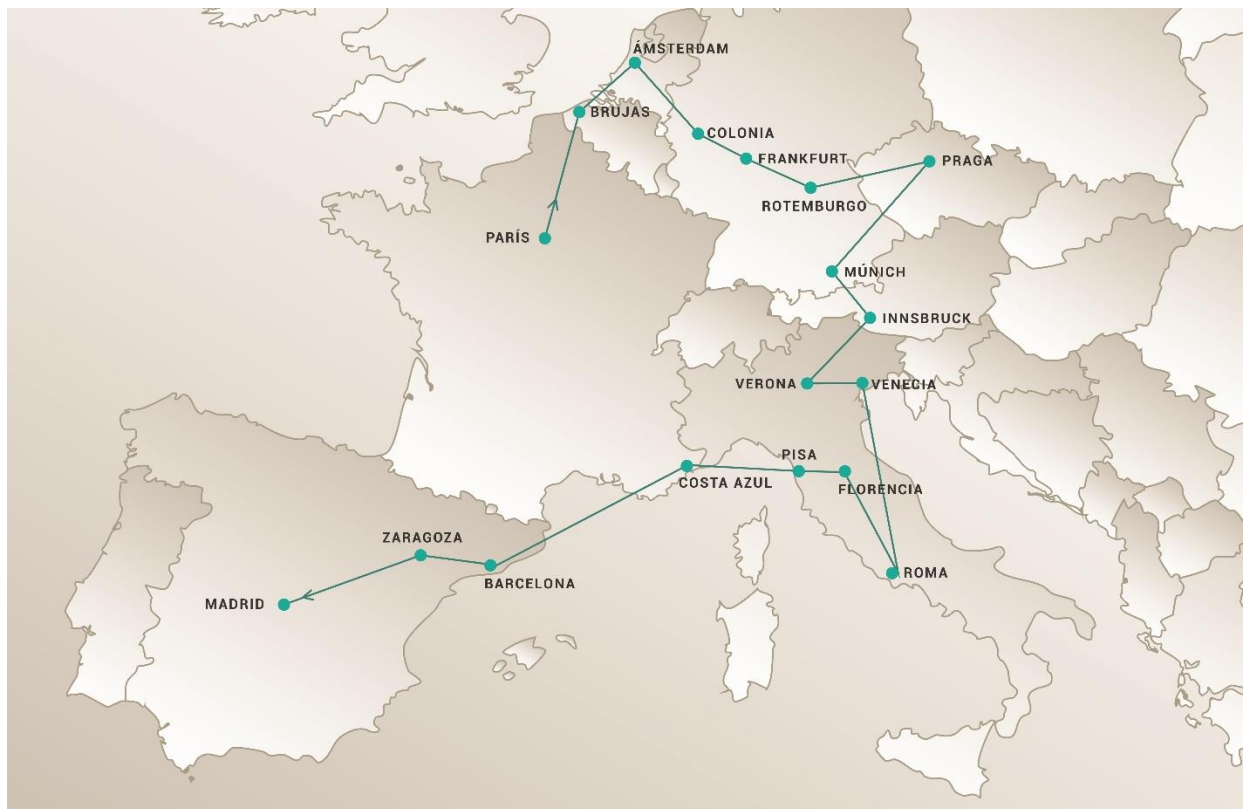 ÁMSTERDAM
BRUJAS
COLONIA
FRANKFURT
PRAGA
ROTEMBURGO
PARÍS
MÚNICH
INNSBRUCK
VERONA
VENECIA
PISA
COSTA AZUL
FLORENCIA
ZARAGOZA
BARCELONA
ROMA
MADRID